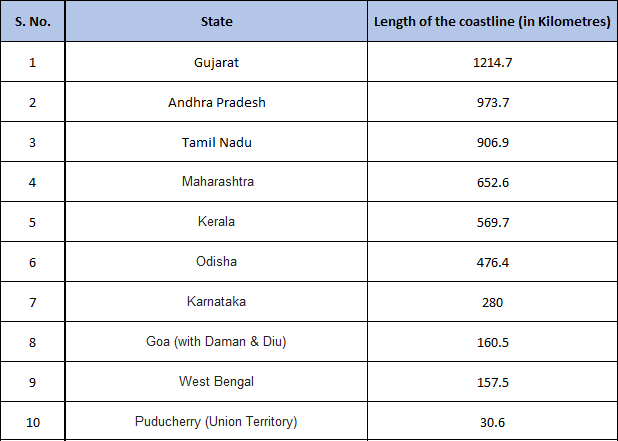 S. No. State Length of the coastline (in Kilometres)
1 Gujarat 1214.7
2 Andhra Pradesh 973.7
3 Tamil Nadu 906.9
4 Maharashtra 652.6
5 Kerala 569.7
6 Odisha 476.4
7 Karnataka 280
8 Goa (with Daman & Diu) 160.5
9 West Bengal 157.5
10 Puducherry (Union Territory) 30.6